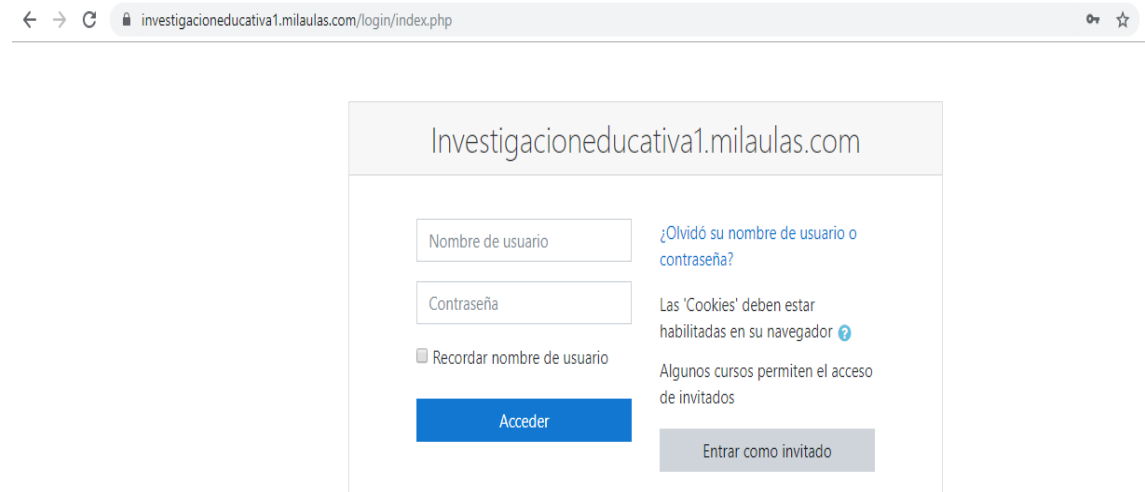 investigacioneducativa1.milaulas.com/login/index.php
Investigacioneducativa1.milaulas.com
Nombre de usuario
Contraseña
Recordar nombre de usuario
Acceder
¿Olvidó su nombre de usuario o
contraseña?
Las 'Cookies' deben estar
habilitadas en su navegador
Algunos cursos permiten el acceso
de invitados
Entrar como invitado